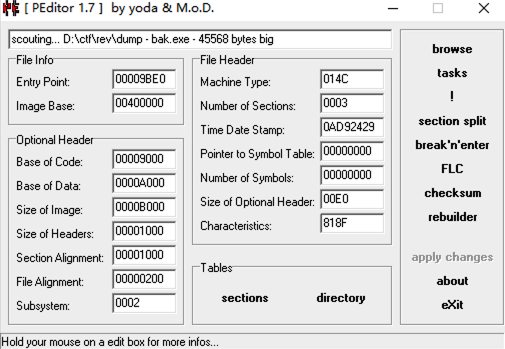 [ PEditor 1.7 ] by yoda & M.o.D.
scouting... D:\ctf\rev\dump - bak.exe - 45568 bytes big
File Info
Entry Point: 00009BE0
Image Base: 00400000
Optional Header
Base of Code: 00009000
Base of Data: 0000A000
Size of Image: 0000B000
Size of Headers: 00001000
Section Alignment: 00001000
File Alignment: 00000200
Subsystem: 0002
File Header
Machine Type: 014C
Number of Sections: 0003
Time Date Stamp: 0AD92429
Pointer to Symbol Table: 00000000
Number of Symbols: 00000000
Size of Optional Header: 00E0
Characteristics: 818F
Tables
sections directory
browse
tasks
!
section split
break'n'enter
FLC
checksum
rebuilder
apply changes
about
eXit
Hold your mouse on a edit box for more infos...